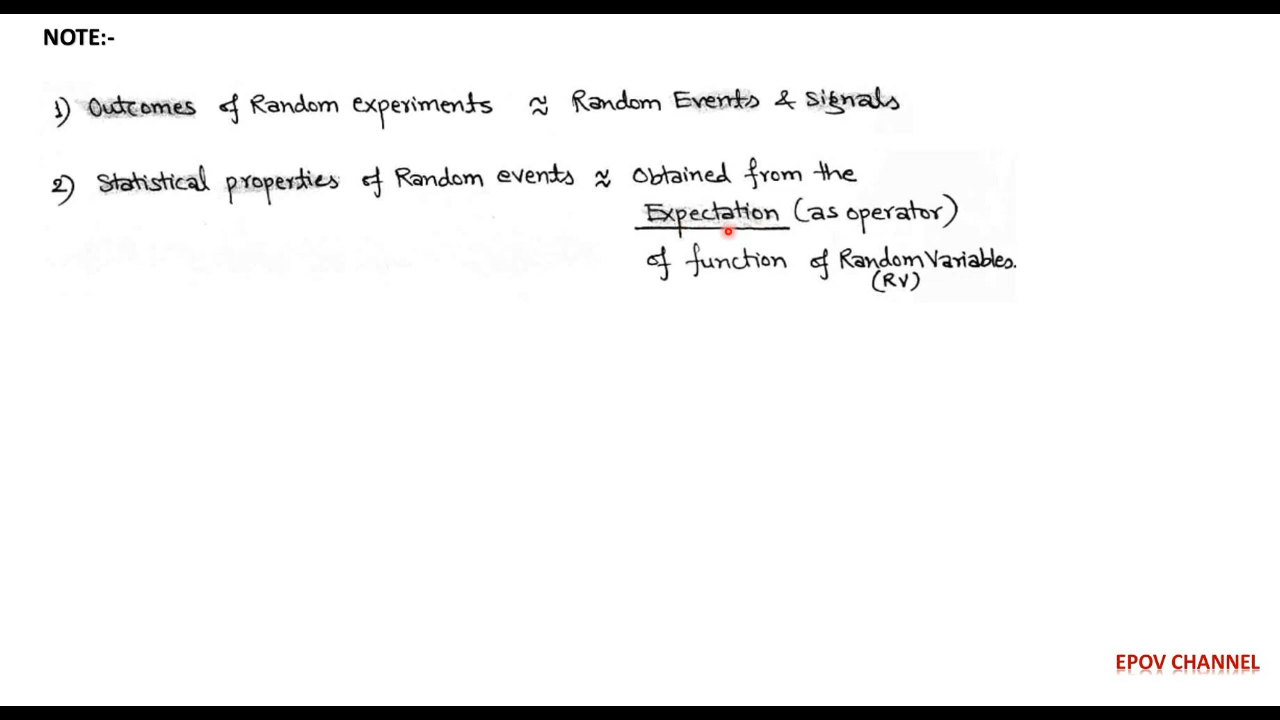 NOTE:-
1) Outcomes of Random experiments ≈ Random Events & Signals
2) Statistical properties of Random events ≈ Obtained from the
Expectation (as operator)
of function of Random Variables.
(RV)
EPOV CHANNEL